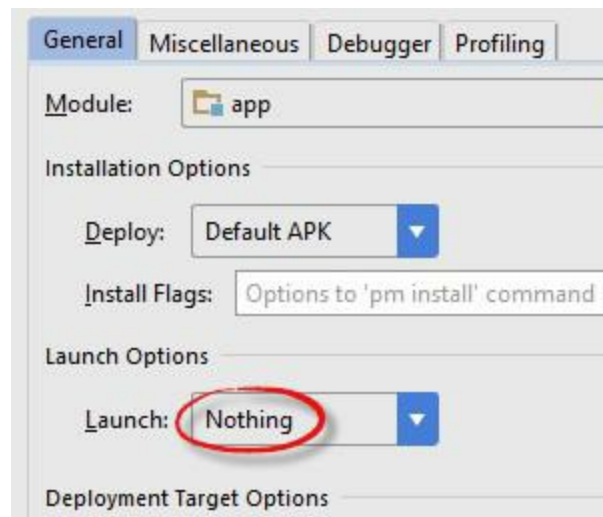 General Miscellaneous Debugger Profiling
Module: app
Installation Options
Deploy: Default APK
Install Flags: Options to 'pm install' command
Launch Options
Launch: Nothing
Deployment Target Options